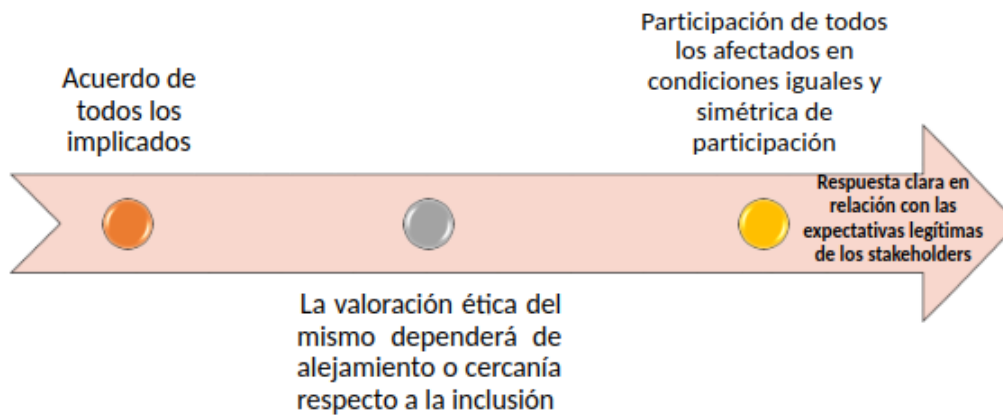 Acuerdo de
todos los
implicados
La valoración ética del
mismo dependerá de
alejamiento o cercanía
respecto a la inclusión
Participación de todos
los afectados en
condiciones iguales y
simétrica de
participación
Respuesta clara en
relación con las
expectativas legítimas
de los stakeholders